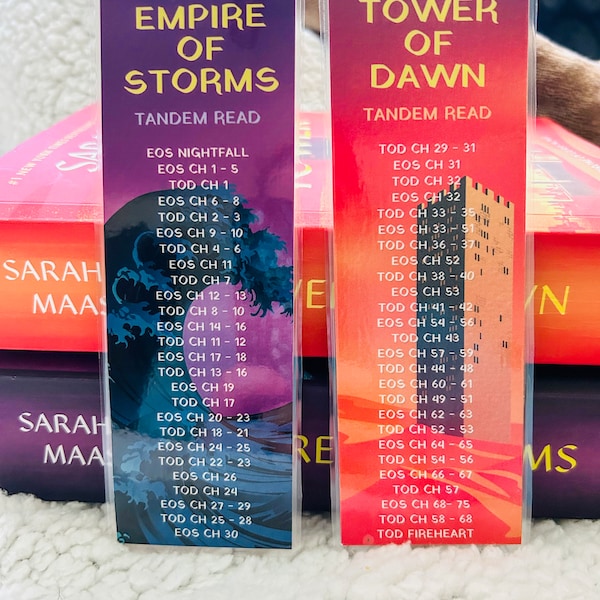 EMPIRE
OF
STORMS
TANDEM READ
EOS NIGHTFALL
EOS CH 1 - 5
TOD CH 1
EOS CH 6 - 8
TOD CH 2 - 3
EOS CH 9 - 10
TOD CH 4 - 6
EOS CH 11
TOD CH 7
EOS CH 12 - 13
TOD CH 8 - 10
EOS CH 14 - 16
TOD CH 11 - 12
EOS CH 17 - 18
TOD CH 13 - 16
EOS CH 19
TOD CH 17
EOS CH 20 - 23
TOD CH 18 - 21
EOS CH 24 - 25
TOD CH 22 - 23
EOS CH 26
TOD CH 24
EOS CH 27 - 29
TOD CH 25 - 28
EOS CH 30
TOWER
OF
DAWN
TANDEM READ
TOD CH 29 - 31
EOS CH 31
TOD CH 32
EOS CH 32
TOD CH 33 - 35
EOS CH 33 - 51
TOD CH 36 - 37
EOS CH 52
TOD CH 38 - 40
EOS CH 53
TOD CH 41 - 42
EOS CH 54 - 56
TOD CH 43
EOS CH 57 - 59
TOD CH 44 - 48
EOS CH 60 - 61
TOD CH 49 - 51
EOS CH 62 - 63
TOD CH 52 - 53
EOS CH 64 - 65
TOD CH 54 - 56
EOS CH 66 - 67
TOD CH 57
EOS CH 68- 75
TOD CH 58 - 68
TOD FIREHEART
SARAH
MAAS
WN
SARAH
MAAS
RE
MS